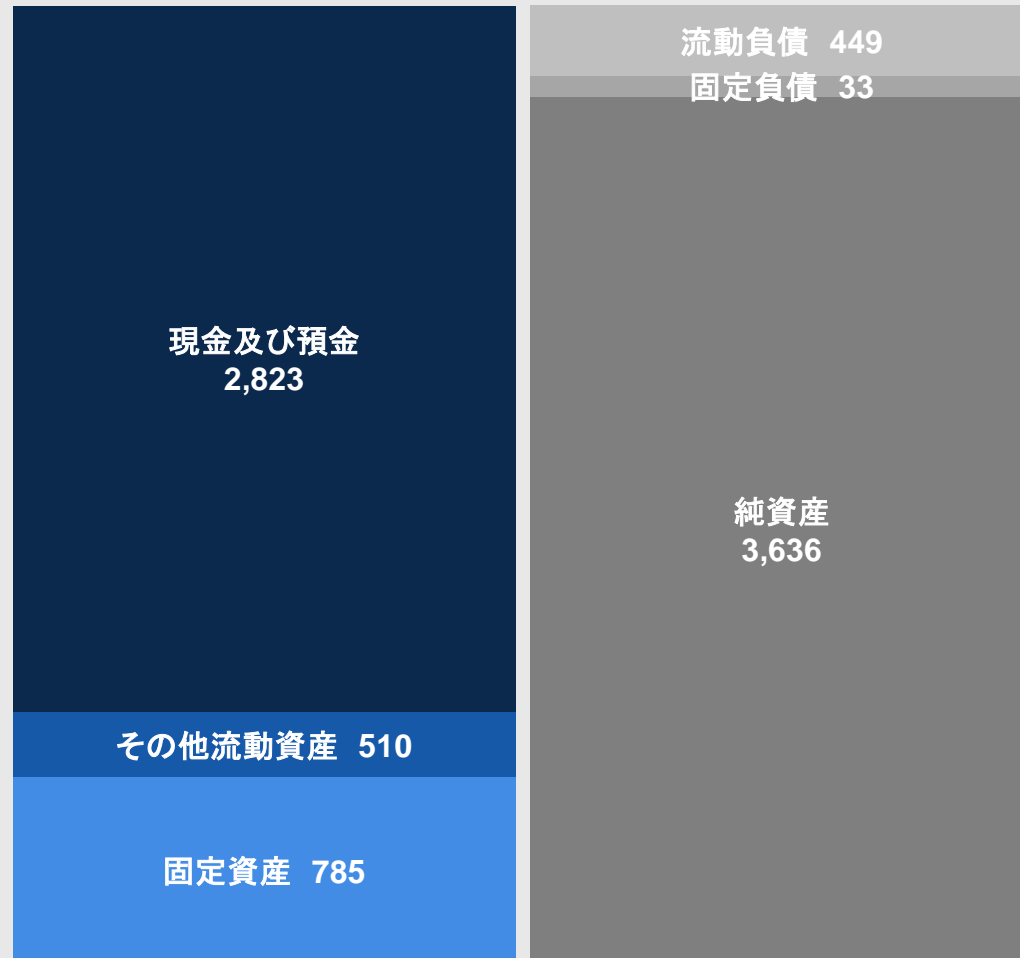 現金及び預金
2,823
その他流動資産 510
固定資産 785
流動負債 449
固定負債 33
純資産
3,636